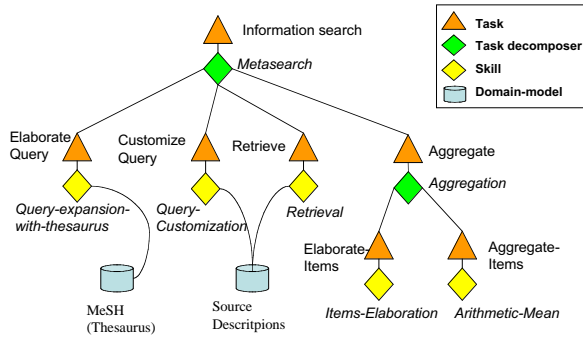 Information search
Metasearch
Task
Task decomposer
Skill
Domain-model
Elaborate
Query
Customize
Query
Retrieve
Aggregate
Query-expansion-
with-thesaurus
Query-
Customization
Retrieval
Aggregation
Elaborate-
Items
Aggregate-
Items
MeSH
(Thesaurus)
Source
Descritpions
Items-Elaboration
Arithmetic-Mean